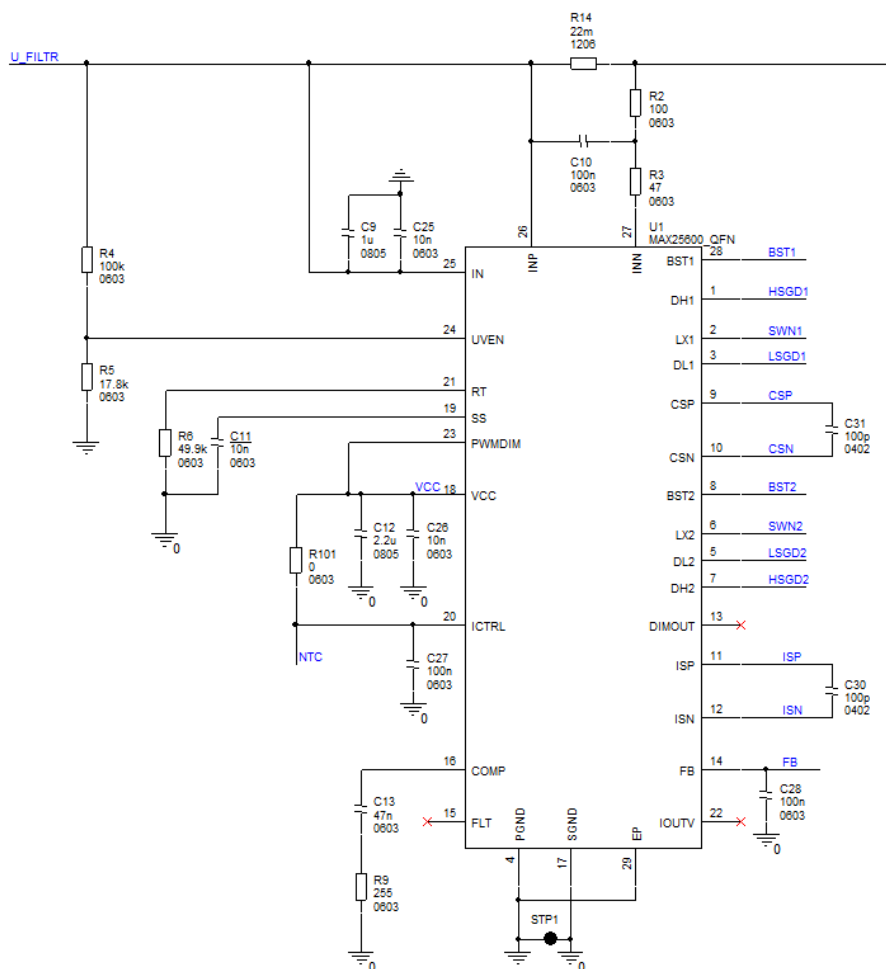 R14
22m
1206
U_FILTR
R2
100
0603
C10
100n
0603
R3
47
0603
U1
MAX25600_QFN
26
27
INP
INN
C9
1u
0805
C25
10n
0603
25
IN
R4
100k
0603
24
UVEN
R5
17.8k
0603
21
RT
19
SS
R6
49.9k
0603
C11
10n
0603
23
PWMDIM
0
VCC
18
VCC
C12
2.2u
0805
C26
10n
0603
R101
0
0603
0
0
20
ICTRL
NTC
C27
100n
0603
0
16
COMP
C13
47n
0603
15
FLT
R9
255
0603
0
BST1
28
BST1
DH1
1
HSGD1
LX1
2
SWN1
DL1
3
LSGD1
CSP
9
CSP
C31
100p
0402
CSN
10
CSN
BST2
8
BST2
LX2
6
SWN2
DL2
5
LSGD2
DH2
7
HSGD2
DIMOUT
13
ISP
11
ISP
C30
100p
0402
ISN
12
ISN
FB
14
FB
C28
100n
0603
0
IOUTV
22
PGND
SGND
EP
4
17
29
STP1
0